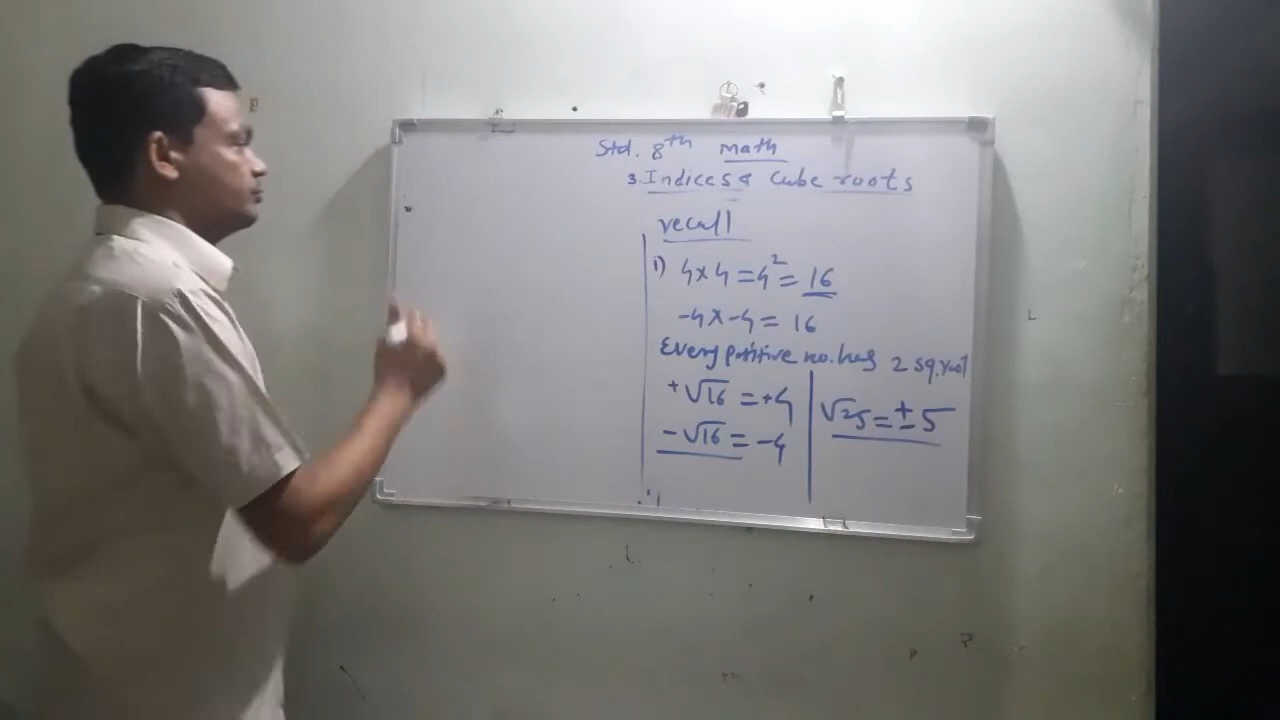 Std. 8th Math
3. Indices & Cube roots
recall
i) 4×4 = 4² = 16
-4×-4 = 16
Every positive no. has 2 sq. root
+√16 = +4
-√16 = -4
√25 = ±5